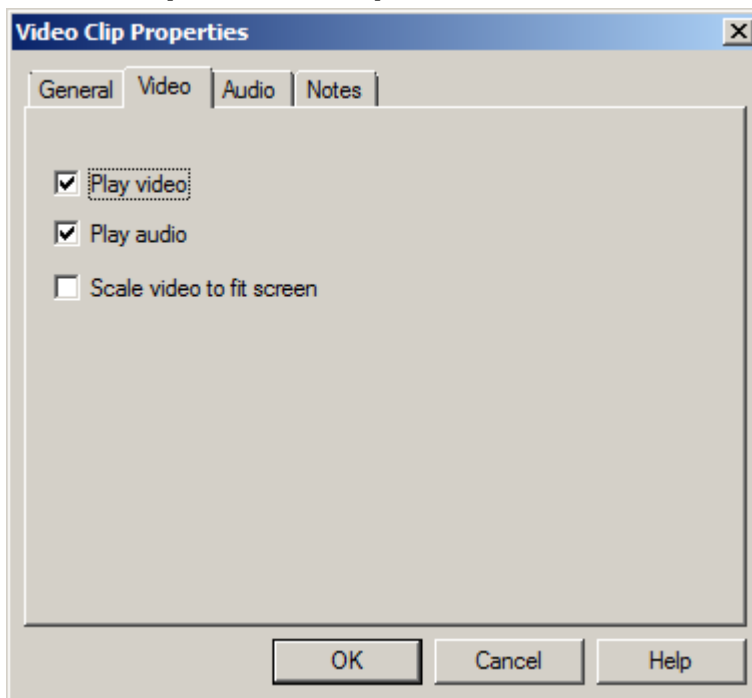 Video Clip Properties
General Video Audio Notes
Play video
Play audio
Scale video to fit screen
OK Cancel Help